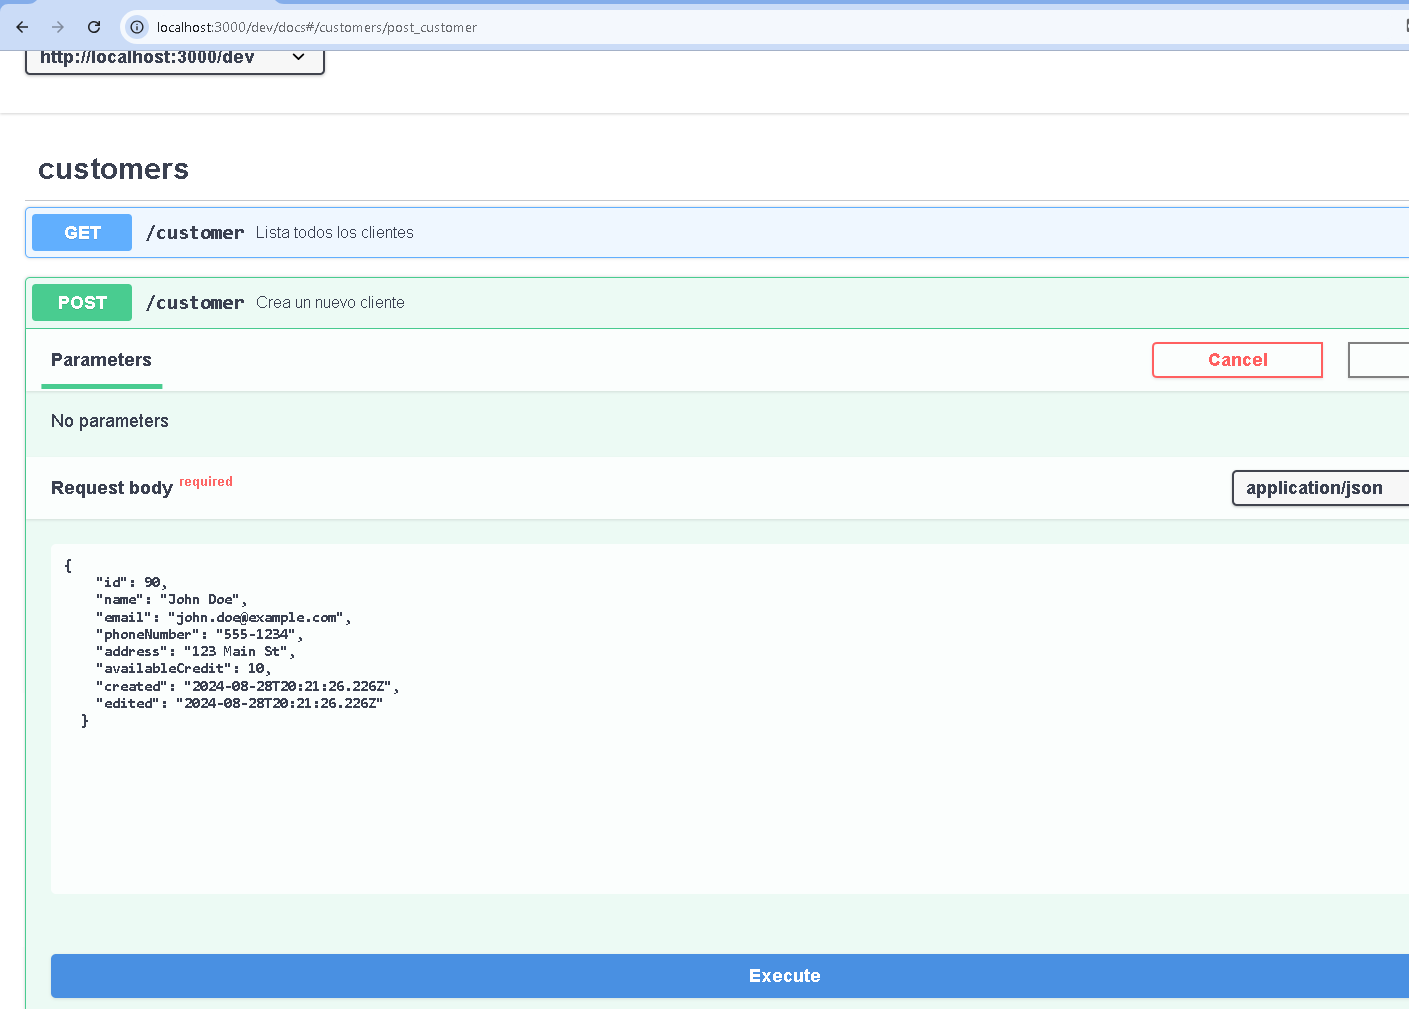 localhost:3000/dev/docs#/customers/post_customer
http://localhost:3000/dev
customers
GET /customer Lista todos los clientes
POST /customer Crea un nuevo cliente
Parameters
Cancel
No parameters
Request body required
application/json
{
"id": 90,
"name": "John Doe",
"email": "john.doe@example.com",
"phoneNumber": "555-1234",
"address": "123 Main St",
"availableCredit": 10,
"created": "2024-08-28T20:21:26.226Z",
"edited": "2024-08-28T20:21:26.226Z"
}
Execute